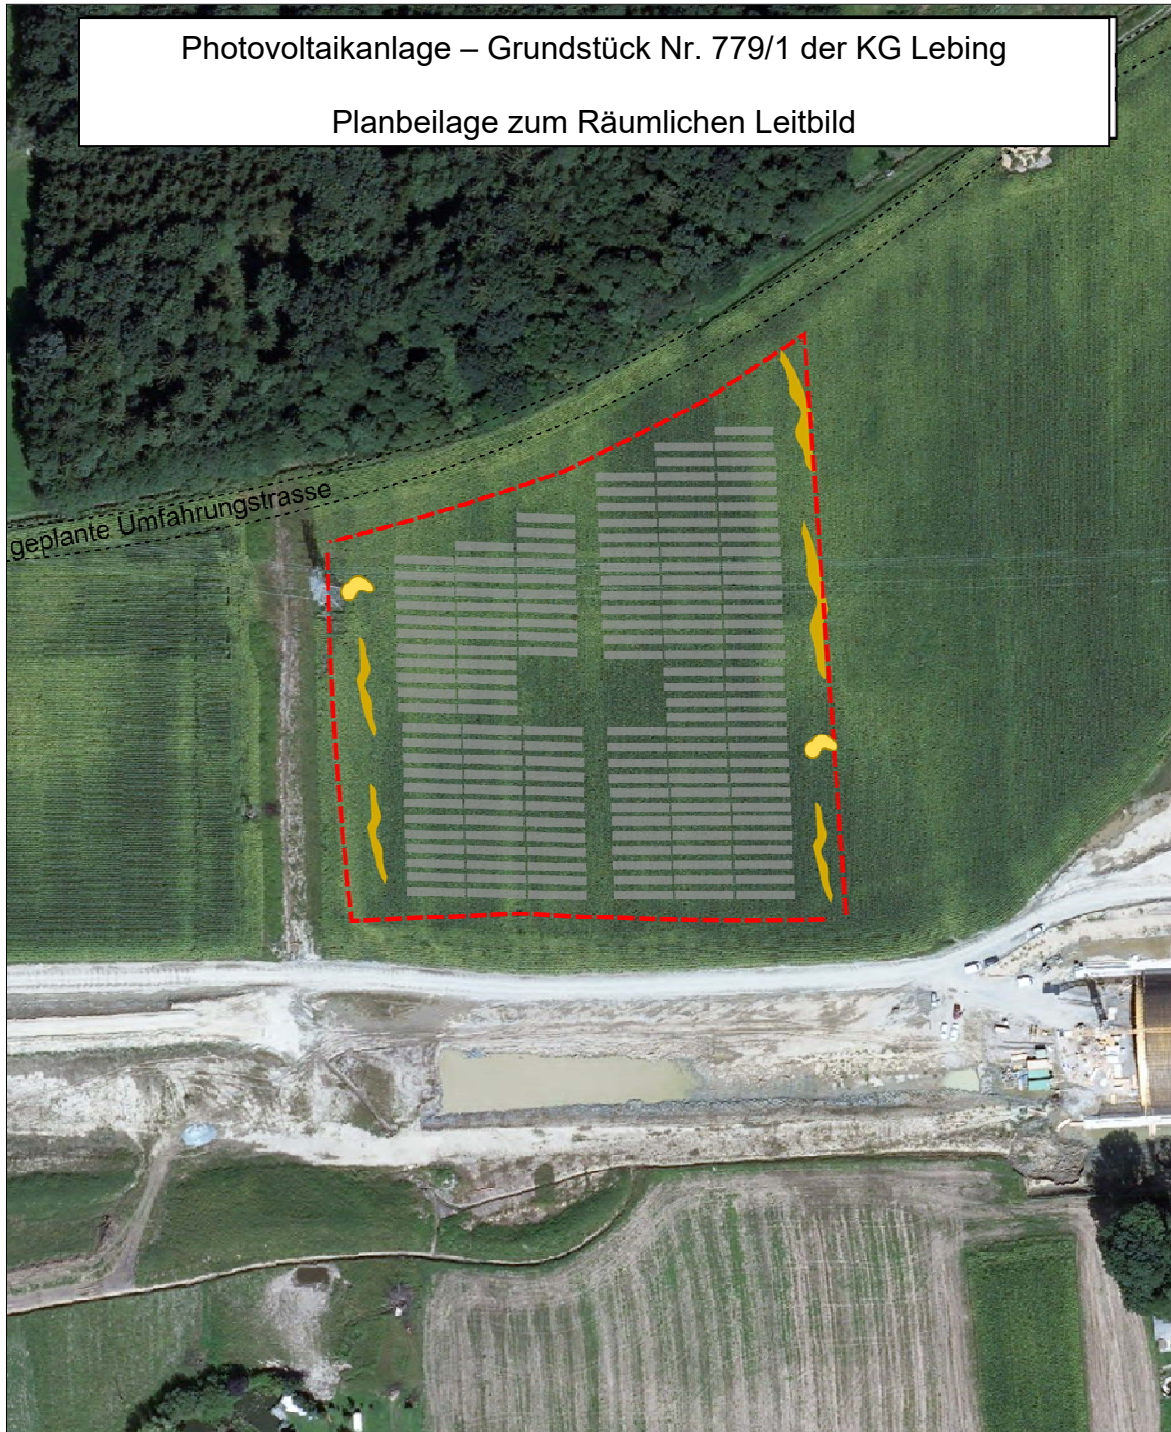 Photovoltaikanlage – Grundstück Nr. 779/1 der KG Lebing
Planbeilage zum Räumlichen Leitbild
geplante Umfahrungstrasse